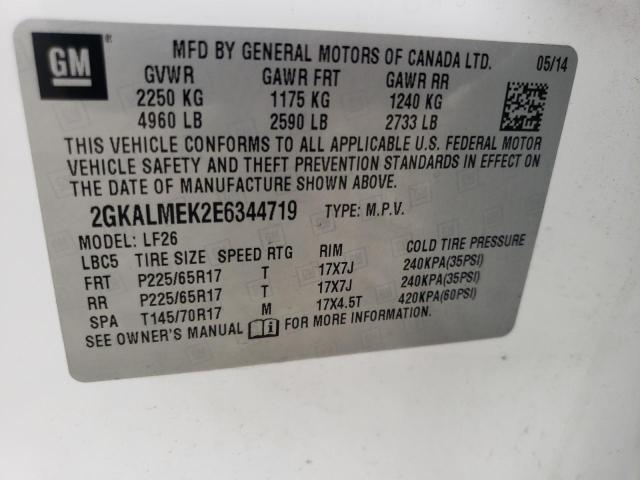 GM ®
MFD BY GENERAL MOTORS OF CANADA LTD. 05/14
GVWR GAWR FRT GAWR RR
2250 KG 1175 KG 1240 KG
4960 LB 2590 LB 2733 LB
THIS VEHICLE CONFORMS TO ALL APPLICABLE U.S. FEDERAL MOTOR
VEHICLE SAFETY AND THEFT PREVENTION STANDARDS IN EFFECT ON
THE DATE OF MANUFACTURE SHOWN ABOVE.
2GKALMEK2E6344719 TYPE: M.P.V.
MODEL: LF26
LBC5 TIRE SIZE SPEED RTG RIM COLD TIRE PRESSURE
FRT P225/65R17 T 17X7J 240KPA(35PSI)
RR P225/65R17 T 17X7J 240KPA(35PSI)
SPA T145/70R17 M 17X4.5T 420KPA(60PSI)
SEE OWNER'S MANUAL FOR MORE INFORMATION.